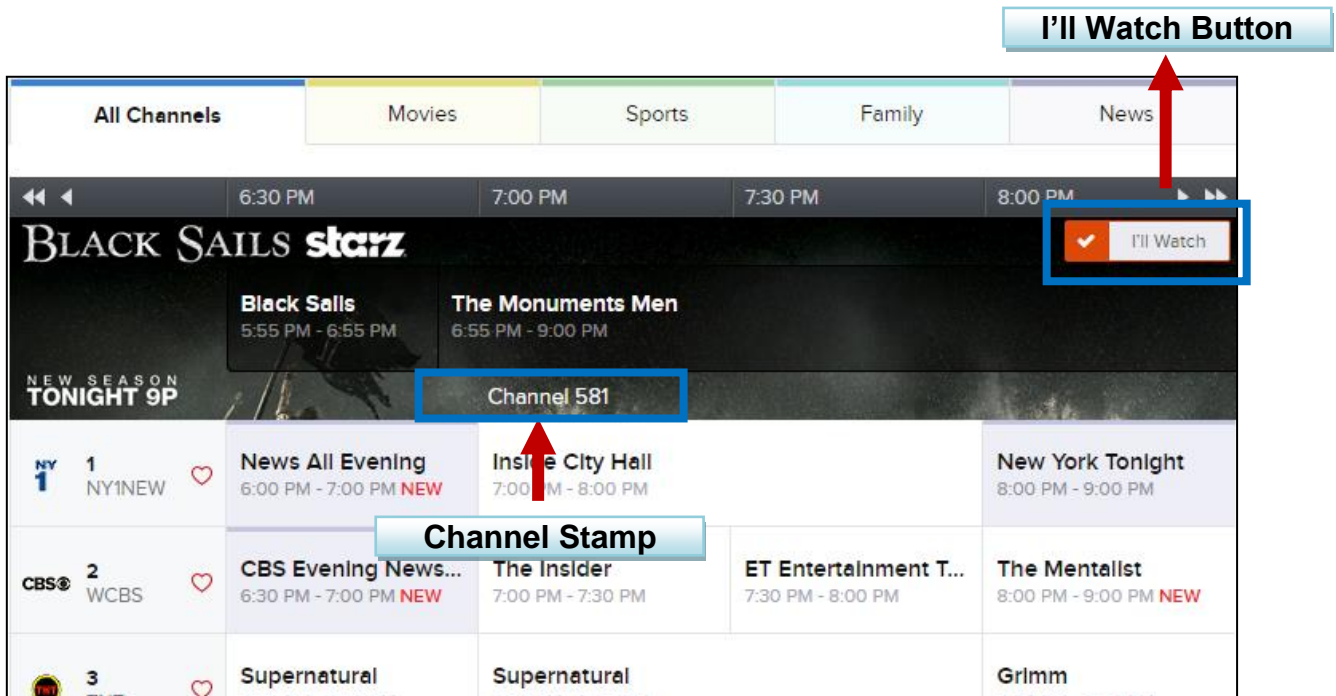 I'll Watch Button
All Channels Movies Sports Family News
6:30 PM 7:00 PM 7:30 PM 8:00 PM
BLACK SAILS starz
I'll Watch
Black Sails The Monuments Men
5:55 PM - 6:55 PM 6:55 PM - 9:00 PM
NEW SEASON
TONIGHT 9P
Channel 581
NY 1 1 News All Evening Inside City Hall New York Tonight
NY1NEW 6:00 PM - 7:00 PM NEW 7:00 PM - 8:00 PM 8:00 PM - 9:00 PM
Channel Stamp
CBS 2 CBS Evening News... The Insider ET Entertainment T... The Mentalist
WCBS 6:30 PM - 7:00 PM NEW 7:00 PM - 7:30 PM 7:30 PM - 8:00 PM 8:00 PM - 9:00 PM NEW
TNT 3 Supernatural Supernatural Grimm